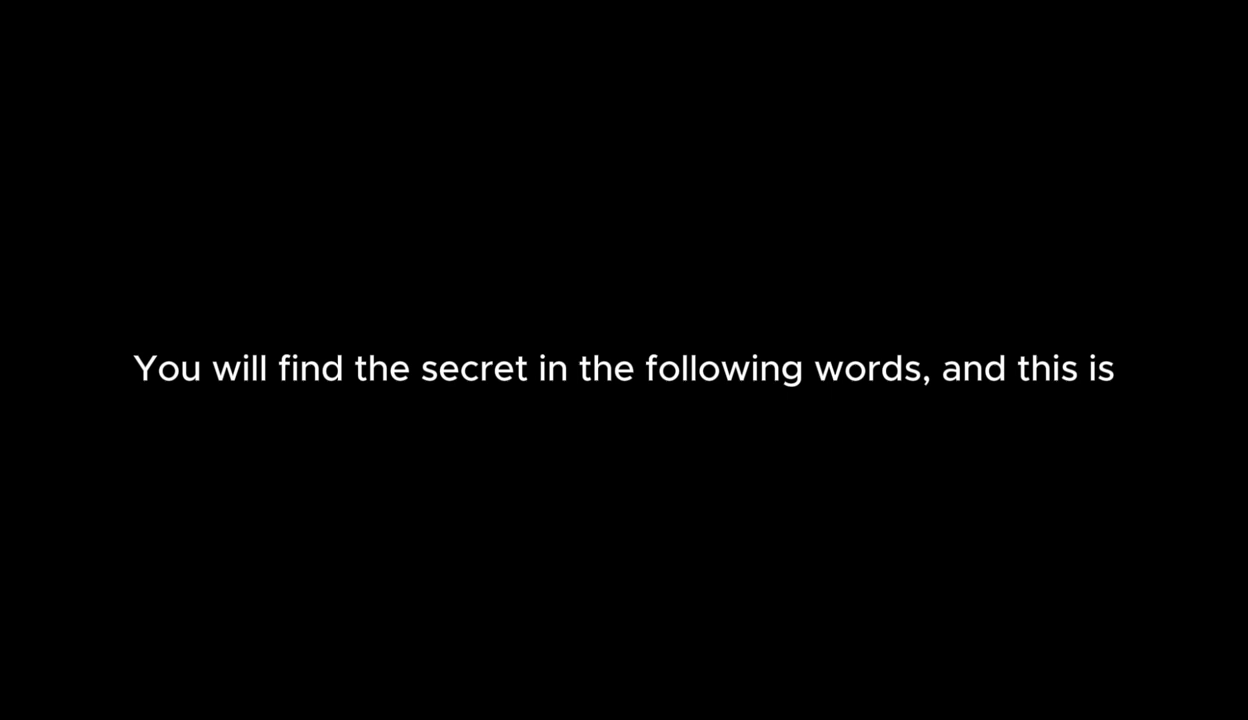 You will find the secret in the following words, and this is